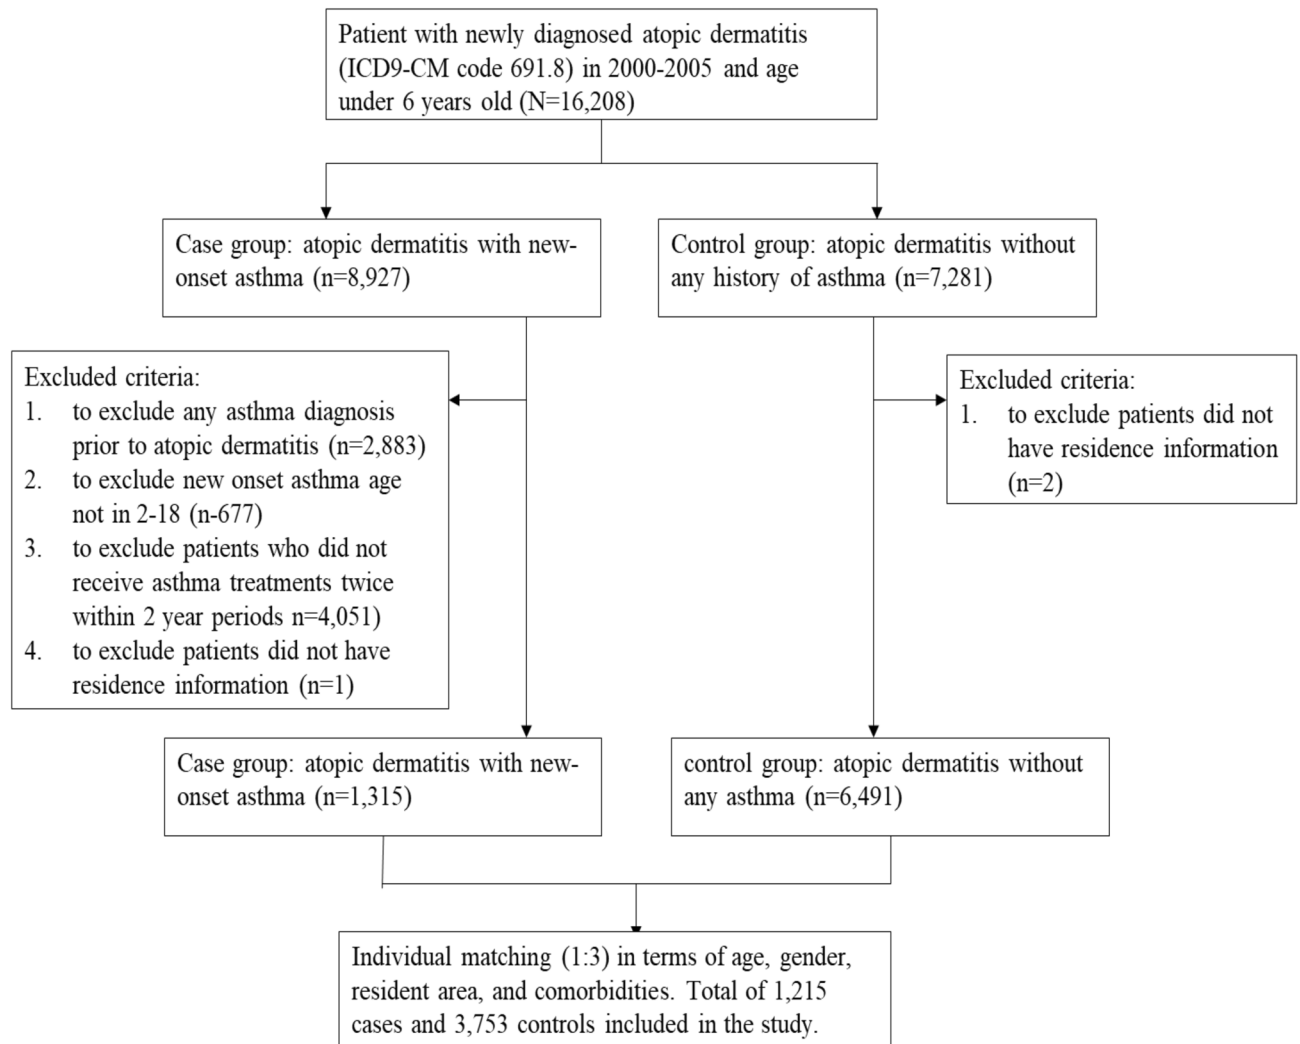 Patient with newly diagnosed atopic dermatitis
(ICD9-CM code 691.8) in 2000-2005 and age
under 6 years old (N=16,208)
Case group: atopic dermatitis with new-
onset asthma (n=8,927)
Control group: atopic dermatitis without
any history of asthma (n=7,281)
Excluded criteria:
1. to exclude any asthma diagnosis
prior to atopic dermatitis (n=2,883)
2. to exclude new onset asthma age
not in 2-18 (n-677)
3. to exclude patients who did not
receive asthma treatments twice
within 2 year periods n=4,051)
4. to exclude patients did not have
residence information (n=1)
Excluded criteria:
1. to exclude patients did not
have residence information
(n=2)
Case group: atopic dermatitis with new-
onset asthma (n=1,315)
control group: atopic dermatitis without
any asthma (n=6,491)
Individual matching (1:3) in terms of age, gender,
resident area, and comorbidities. Total of 1,215
cases and 3,753 controls included in the study.